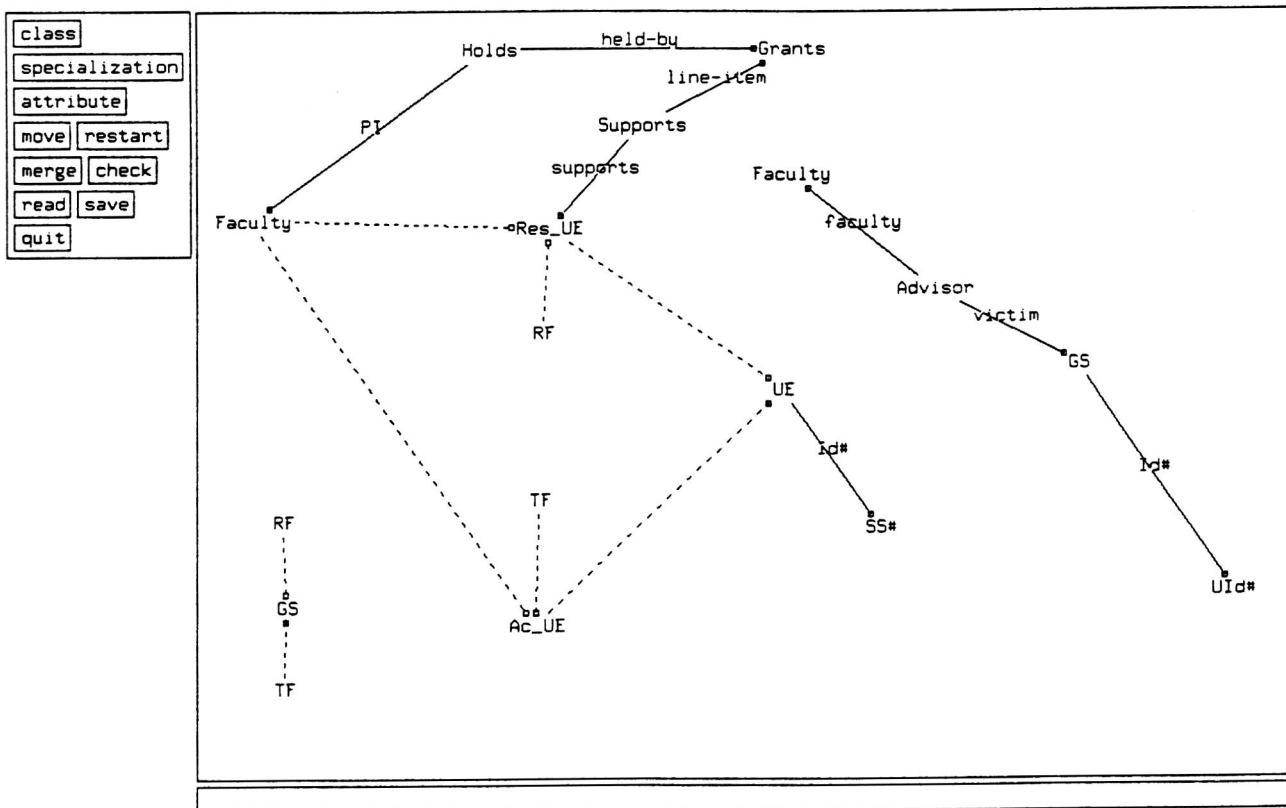 class
specialization
attribute
move restart
merge check
read save
quit
Holds held-by Grants
line-item
PI
Supports
supports
Faculty
Faculty
faculty
Res_UE
Advisor
victim
RF
GS
UE
id#
Id#
TF
SS#
RF
UId#
GS
Ac_UE
TF